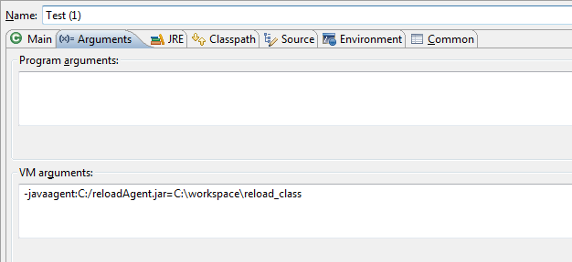 Name: Test (1)
Main (x)= Arguments JRE Classpath Source Environment Common
Program arguments:
VM arguments:
-javaagent:C:/reloadAgent.jar=C:\workspace\reload_class